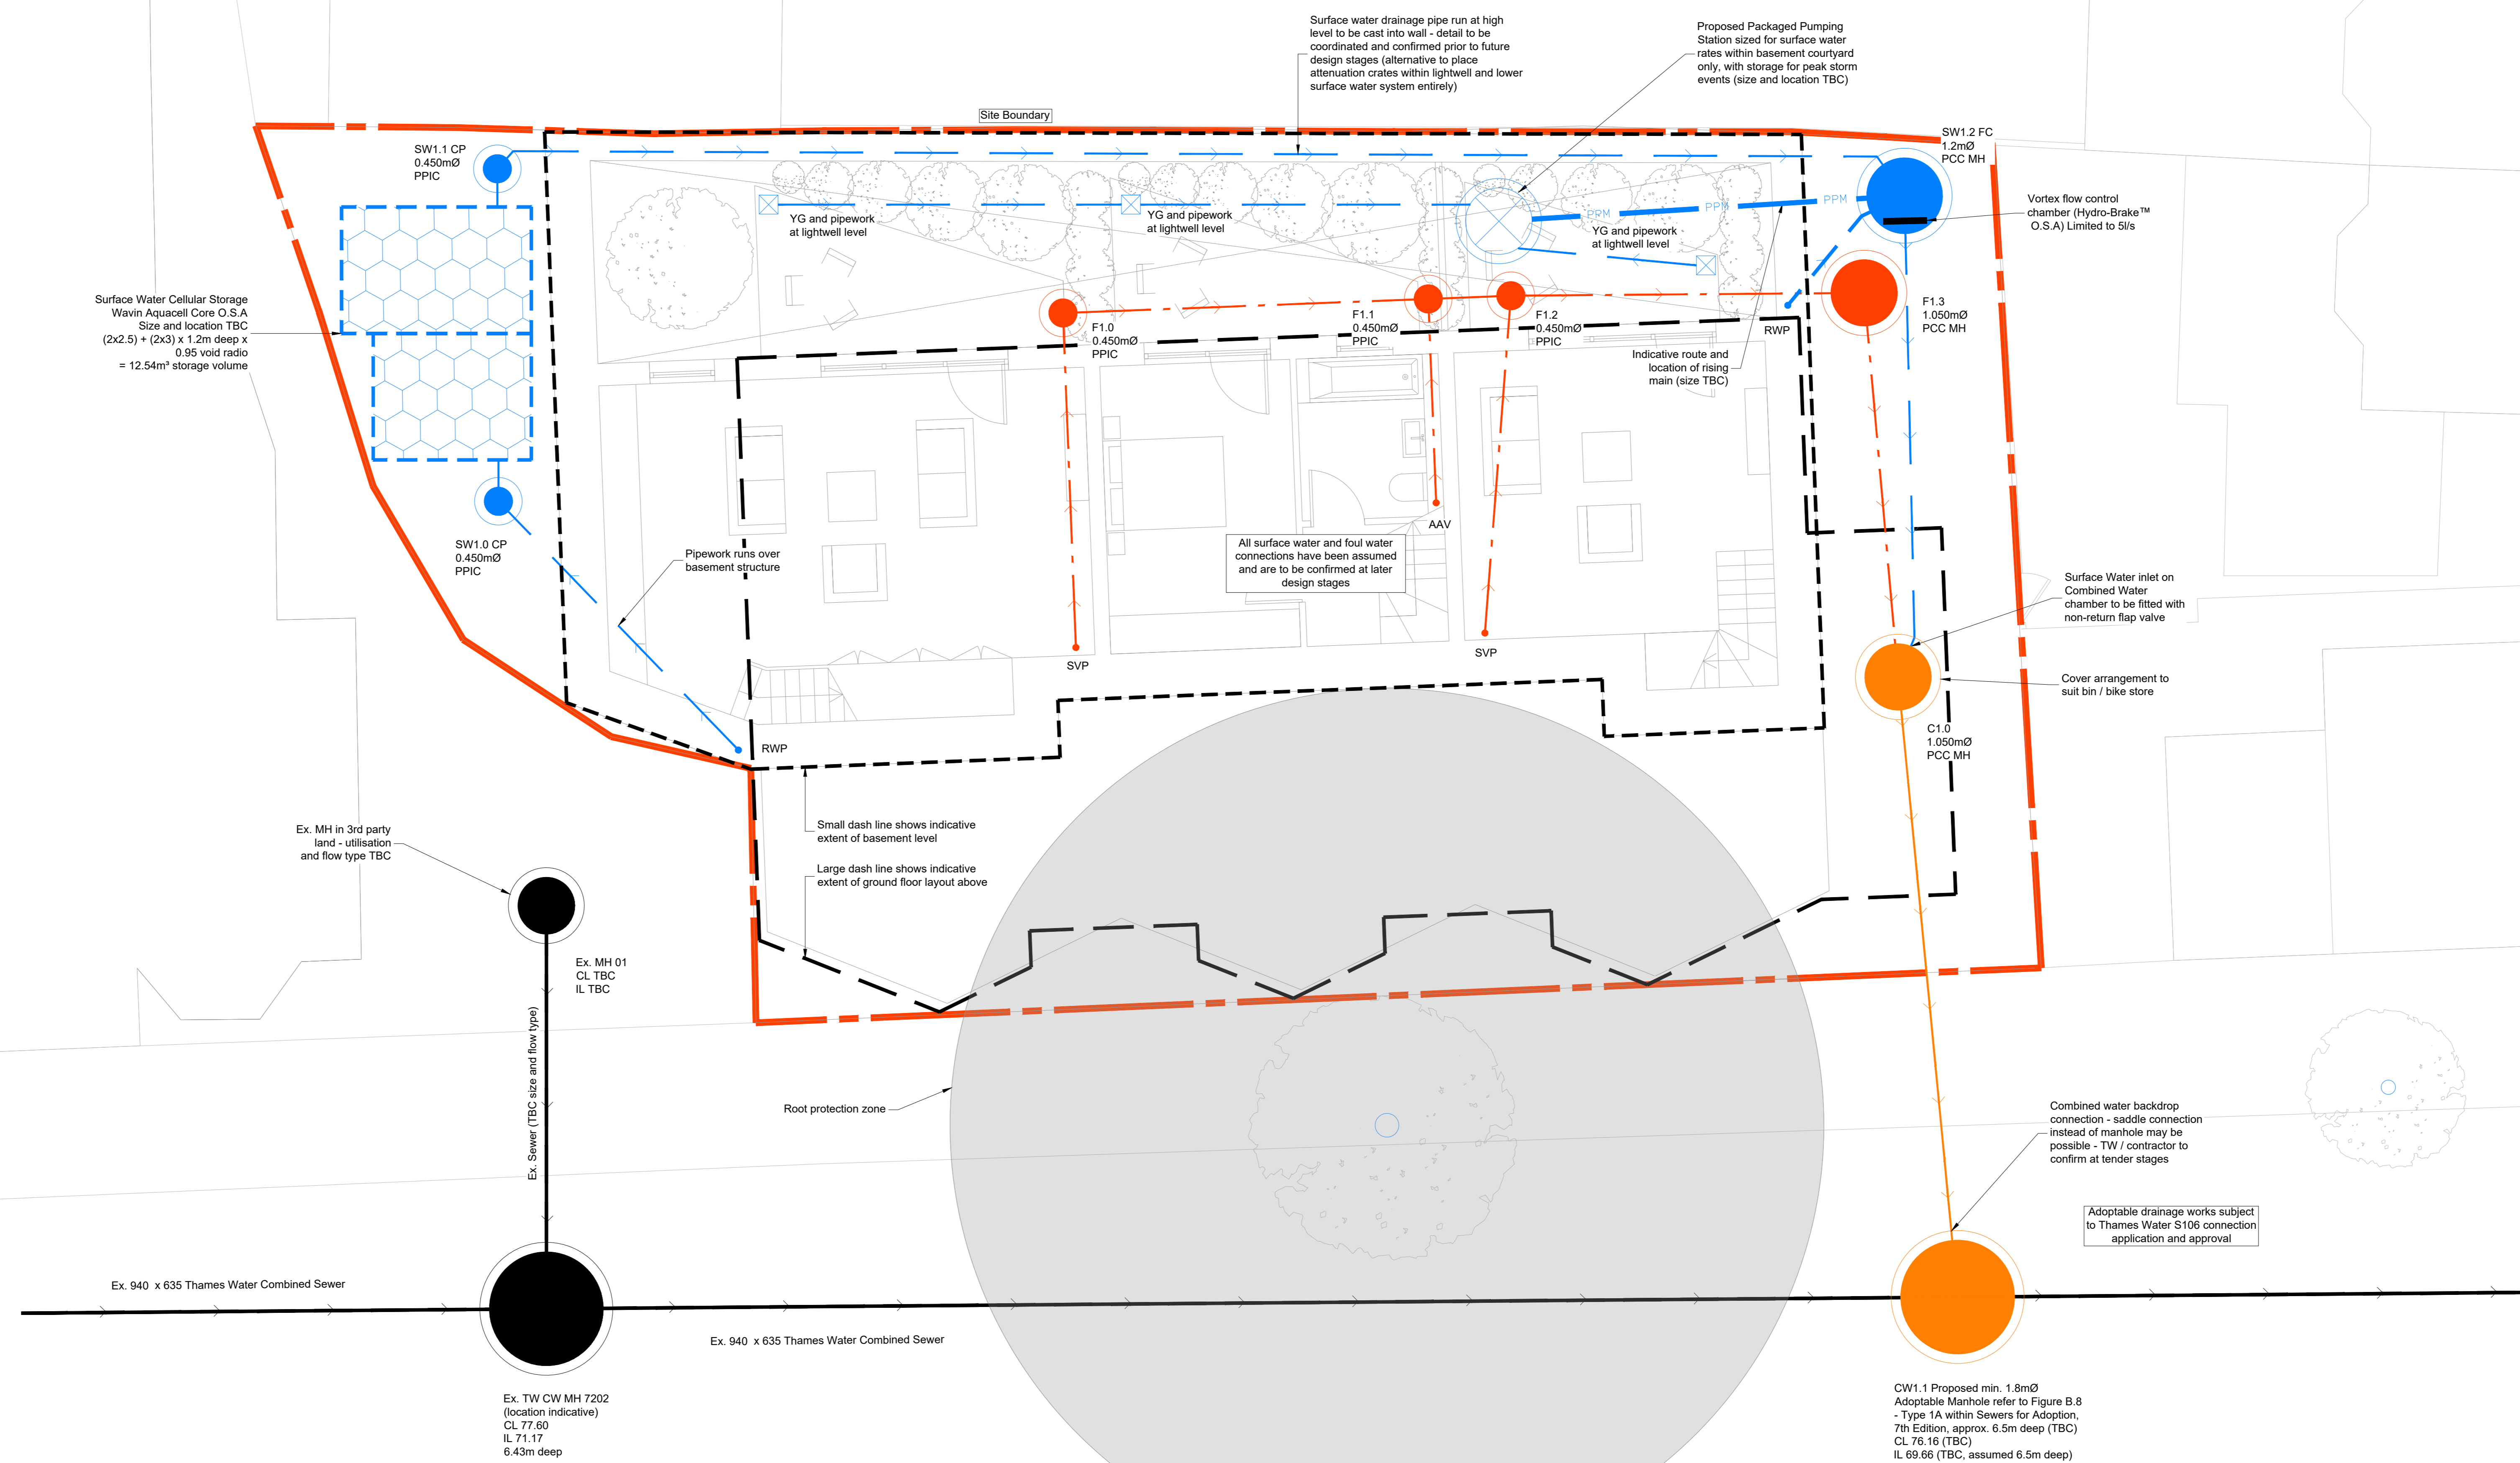 Surface water drainage pipe run at high
level to be cast into wall - detail to be
coordinated and confirmed prior to future
design stages (alternative to place
attenuation crates within lightwell and lower
surface water system entirely)
Proposed Packaged Pumping
Station sized for surface water
rates within basement courtyard
only, with storage for peak storm
events (size and location TBC)
Site Boundary
SW1.1 CP
0.450mØ
PPIC
SW1.2 FC
1.2mØ
PCC MH
Vortex flow control
chamber (Hydro-Brake™
O.S.A) Limited to 5l/s
YG and pipework
at lightwell level
YG and pipework
at lightwell level
PPM
PPM
PPM
YG and pipework
at lightwell level
Surface Water Cellular Storage
Wavin Aquacell Core O.S.A
Size and location TBC
(2x2.5) + (2x3) x 1.2m deep x
0.95 void radio
= 12.54m³ storage volume
F1.0
0.450mØ
PPIC
F1.1
0.450mØ
PPIC
F1.2
0.450mØ
PPIC
RWP
F1.3
1.050mØ
PCC MH
Indicative route and
location of rising
main (size TBC)
SW1.0 CP
0.450mØ
PPIC
Pipework runs over
basement structure
AAV
All surface water and foul water
connections have been assumed
and are to be confirmed at later
design stages
SVP
SVP
Surface Water inlet on
Combined Water
chamber to be fitted with
non-return flap valve
Cover arrangement to
suit bin / bike store
RWP
C1.0
1.050mØ
PCC MH
Small dash line shows indicative
extent of basement level
Large dash line shows indicative
extent of ground floor layout above
Ex. MH in 3rd party
land - utilisation
and flow type TBC
Ex. MH 01
CL TBC
IL TBC
Ex. Sewer (TBC size and flow type)
Root protection zone
Combined water backdrop
connection - saddle connection
instead of manhole may be
possible - TW / contractor to
confirm at tender stages
Adoptable drainage works subject
to Thames Water S106 connection
application and approval
Ex. 940 x 635 Thames Water Combined Sewer
Ex. 940 x 635 Thames Water Combined Sewer
Ex. TW CW MH 7202
(location indicative)
CL 77.60
IL 71.17
6.43m deep
CW1.1 Proposed min. 1.8mØ
Adoptable Manhole refer to Figure B.8
- Type 1A within Sewers for Adoption,
7th Edition, approx. 6.5m deep (TBC)
CL 76.16 (TBC)
IL 69.66 (TBC, assumed 6.5m deep)